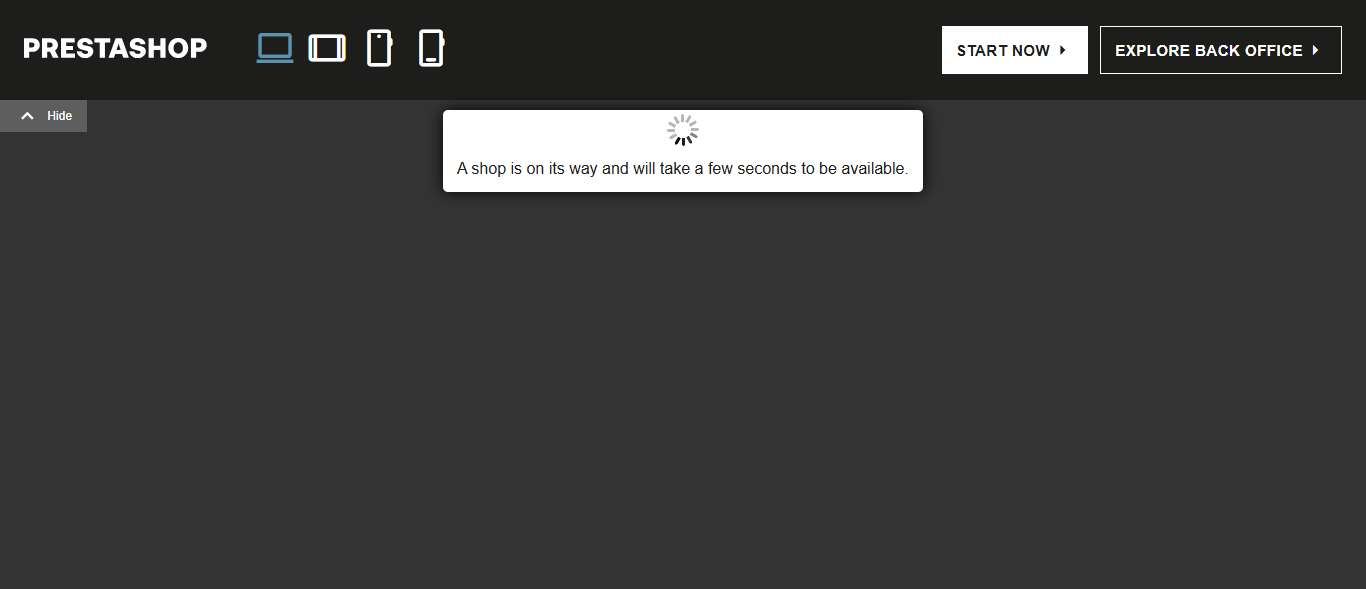 PRESTASHOP
START NOW
EXPLORE BACK OFFICE
Hide
A shop is on its way and will take a few seconds to be available.